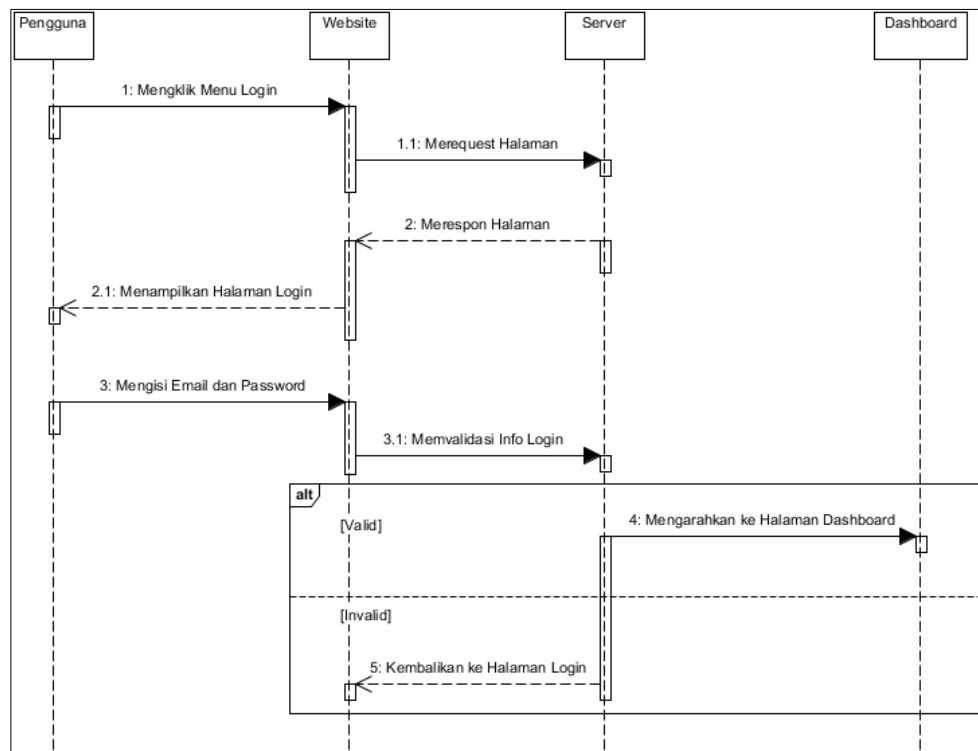 Pengguna
Website
Server
Dashboard
1: Mengklik Menu Login
1.1: Merequest Halaman
2: Merespon Halaman
2.1: Menampilkan Halaman Login
3: Mengisi Email dan Password
3.1: Memvalidasi Info Login
alt
[Valid]
4: Mengarahkan ke Halaman Dashboard
[Invalid]
5: Kembalikan ke Halaman Login